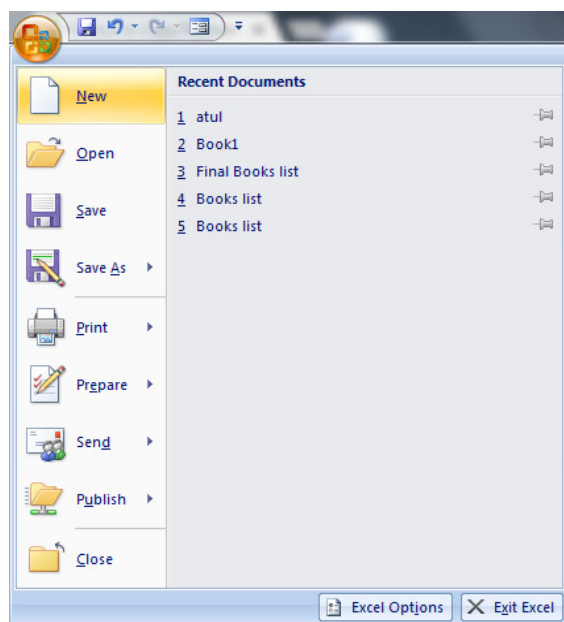 New
Open
Save
Save As
Print
Prepare
Send
Publish
Close
Recent Documents
1 atul
2 Book1
3 Final Books list
4 Books list
5 Books list
Excel Options
Exit Excel